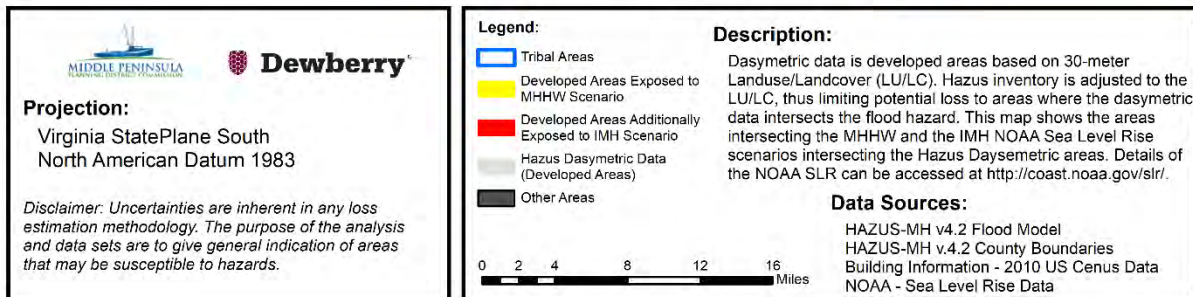 MIDDLE PENINSULA
PLANNING DISTRICT COMMISSION
Dewberry
Projection:
Virginia StatePlane South
North American Datum 1983
Disclaimer: Uncertainties are inherent in any loss
estimation methodology. The purpose of the analysis
and data sets are to give general indication of areas
that may be susceptible to hazards.
Legend:
Tribal Areas
Developed Areas Exposed to
MHHW Scenario
Developed Areas Additionally
Exposed to IMH Scenario
Hazus Dasymetric Data
(Developed Areas)
Other Areas
0 2 4 8 12 16
Miles
Description:
Dasymetric data is developed areas based on 30-meter
Landuse/Landcover (LU/LC). Hazus inventory is adjusted to the
LU/LC, thus limiting potential loss to areas where the dasymetric
data intersects the flood hazard. This map shows the areas
intersecting the MHHW and the IMH NOAA Sea Level Rise
scenarios intersecting the Hazus Daysemetric areas. Details of
the NOAA SLR can be accessed at http://coast.noaa.gov/slr/.
Data Sources:
HAZUS-MH v4.2 Flood Model
HAZUS-MH v.4.2 County Boundaries
Building Information - 2010 US Cenus Data
NOAA - Sea Level Rise Data